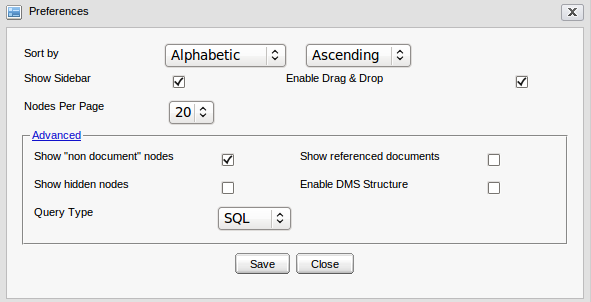 Preferences
Sort by Alphabetic Ascending
Show Sidebar Enable Drag & Drop
Nodes Per Page 20
Advanced
Show "non document" nodes Show referenced documents
Show hidden nodes Enable DMS Structure
Query Type SQL
Save Close